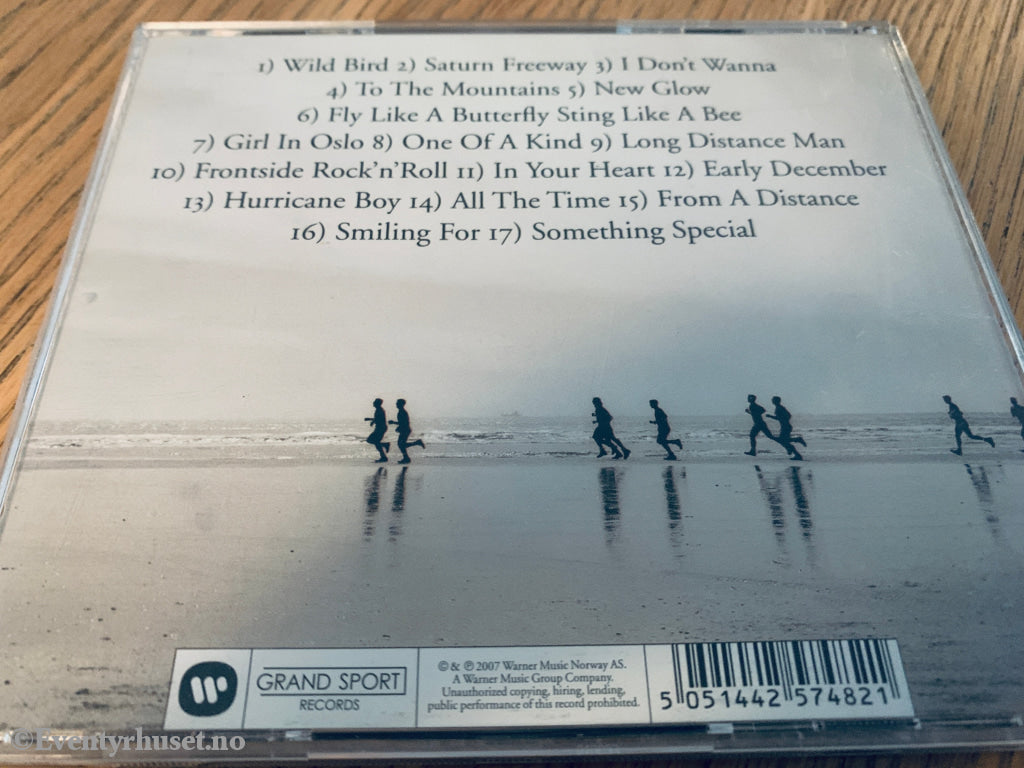 1) Wild Bird 2) Saturn Freeway 3) I Don't Wanna
4) To The Mountains 5) New Glow
6) Fly Like A Butterfly Sting Like A Bee
7) Girl In Oslo 8) One Of A Kind 9) Long Distance Man
10) Frontside Rock'n'Roll 11) In Your Heart 12) Early December
13) Hurricane Boy 14) All The Time 15) From A Distance
16) Smiling For 17) Something Special
GRAND SPORT
RECORDS
© & ℗ 2007 Warner Music Norway AS.
A Warner Music Group Company.
Unauthorized copying, hiring, lending,
public performance of this record prohibited.
5 051442 574821
©Eventyrhuset.no